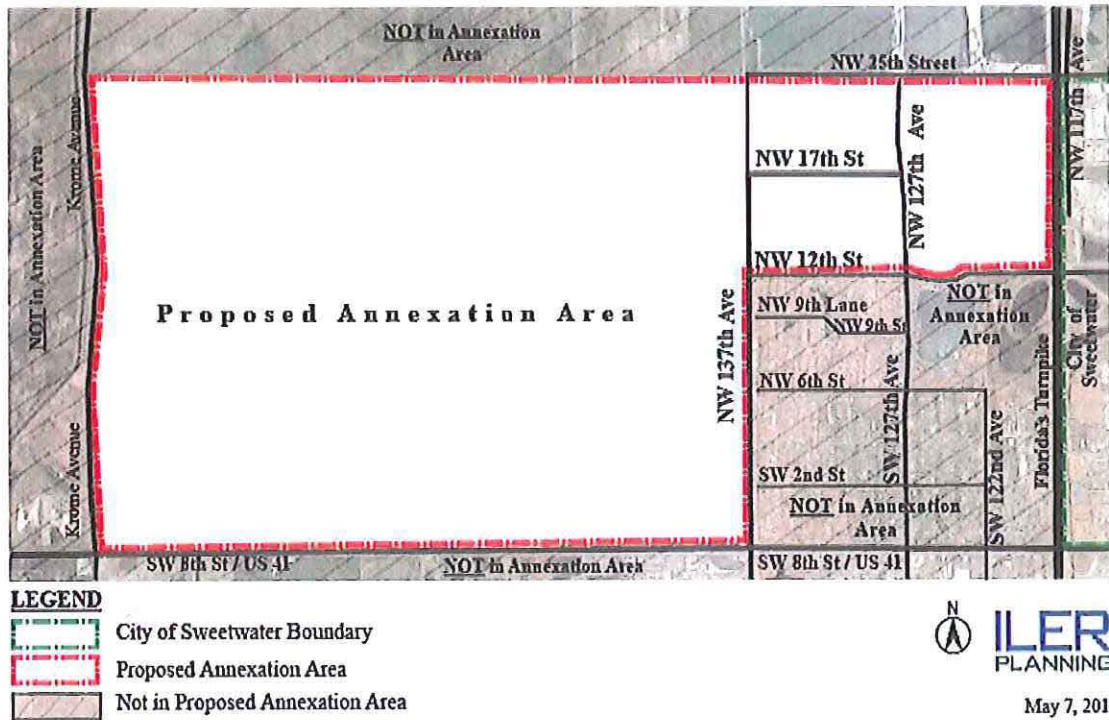 NOT in Annexation
Area
NW 25th Street
NW 117th Ave
Krome Avenue
NOT in Annexation Area
NW 17th St
NW 127th Ave
NW 12th St
Proposed Annexation Area
NW 137th Ave
NW 9th Lane
NW 9th St
NOT in
Annexation
Area
City of
Sweetwater
Florida's Turnpike
NW 6th St
SW 127th Ave
SW 122nd Ave
SW 2nd St
NOT in Annexation
Area
Krome Avenue
SW 8th St / US 41
NOT in Annexation Area
SW 8th St / US 41
LEGEND
City of Sweetwater Boundary
Proposed Annexation Area
Not in Proposed Annexation Area
N
ILER
PLANNING
May 7, 201